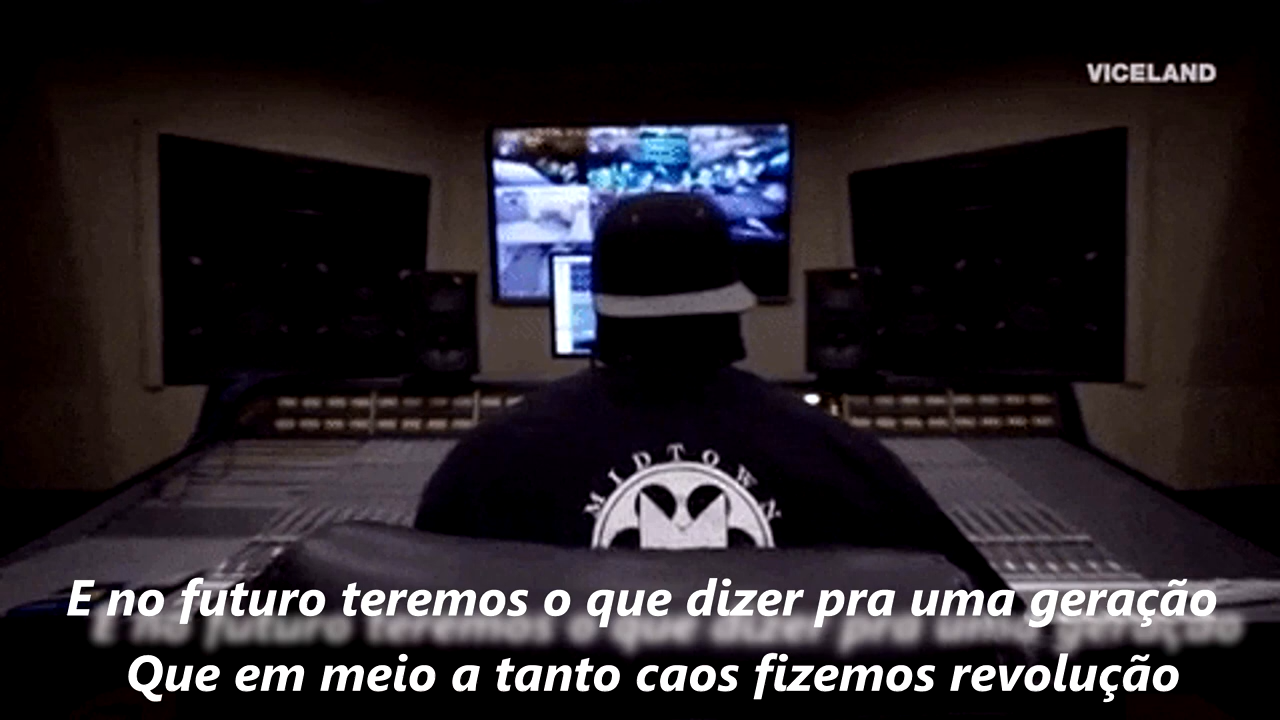 VICELAND
MIDTOWN
E no futuro teremos o que dizer pra uma geração
Que em meio a tanto caos fizemos revolução